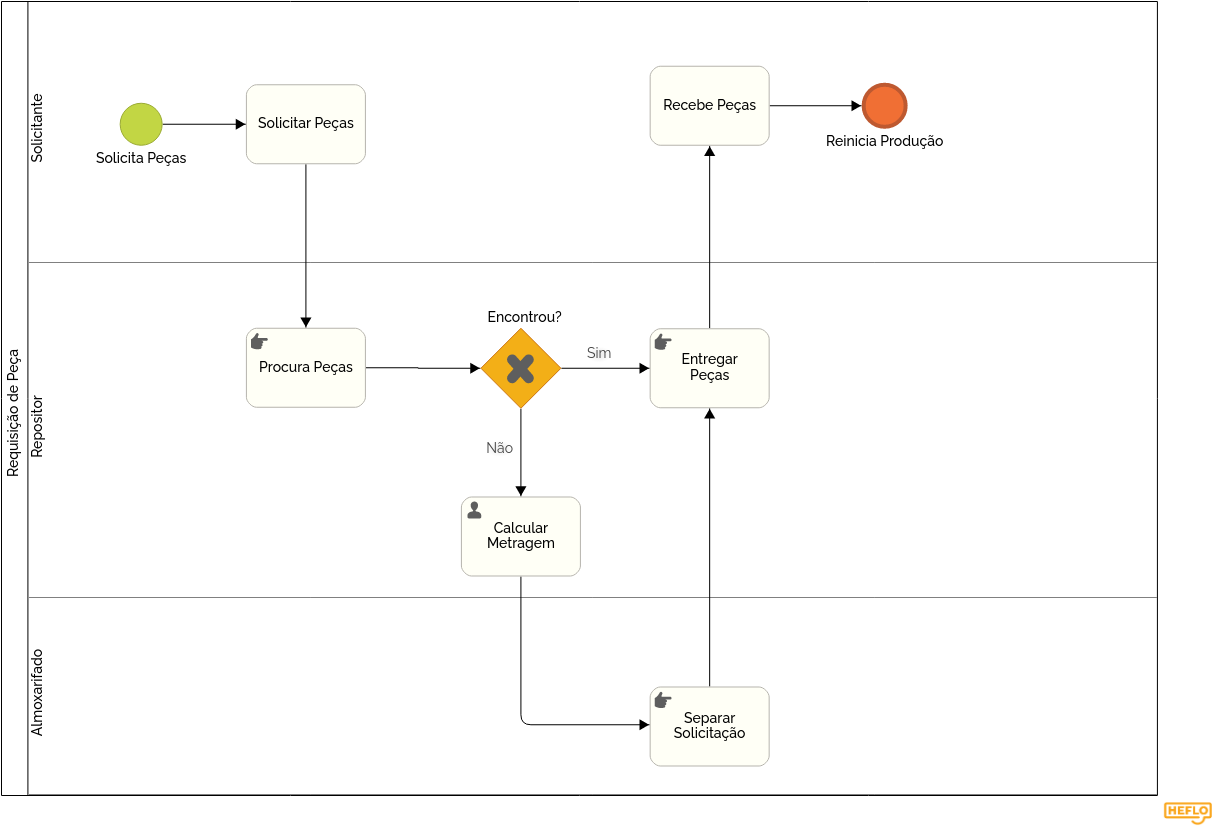 Requisição de Peça
Solicitante
Solicita Peças
Solicitar Peças
Recebe Peças
Reinicia Produção
Repositor
Procura Peças
Encontrou?
Sim
Não
Entregar
Peças
Calcular
Metragem
Almoxarifado
Separar
Solicitação
HEFLO